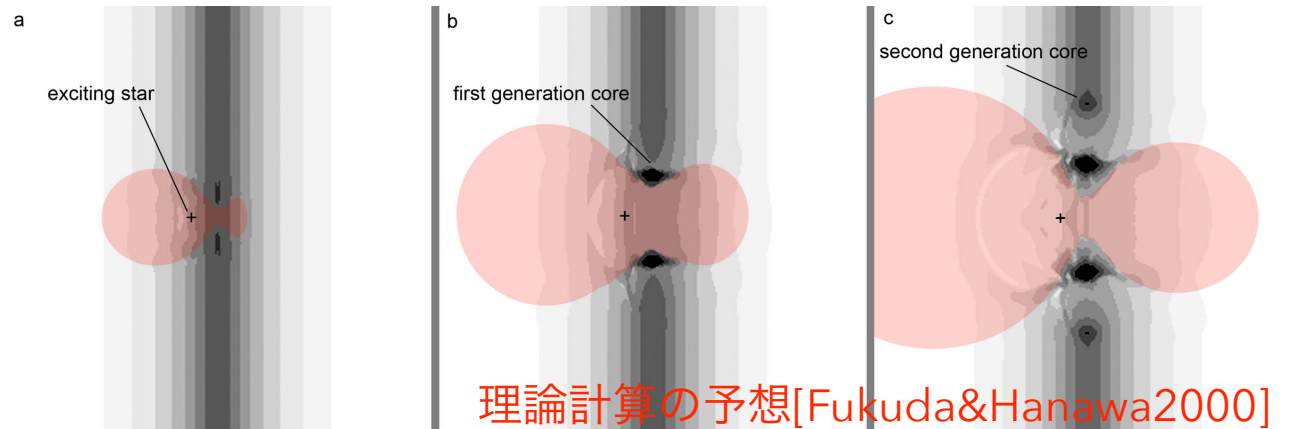 a
exciting star
b
first generation core
c
second generation core
理論計算の予想[Fukuda&Hanawa2000]